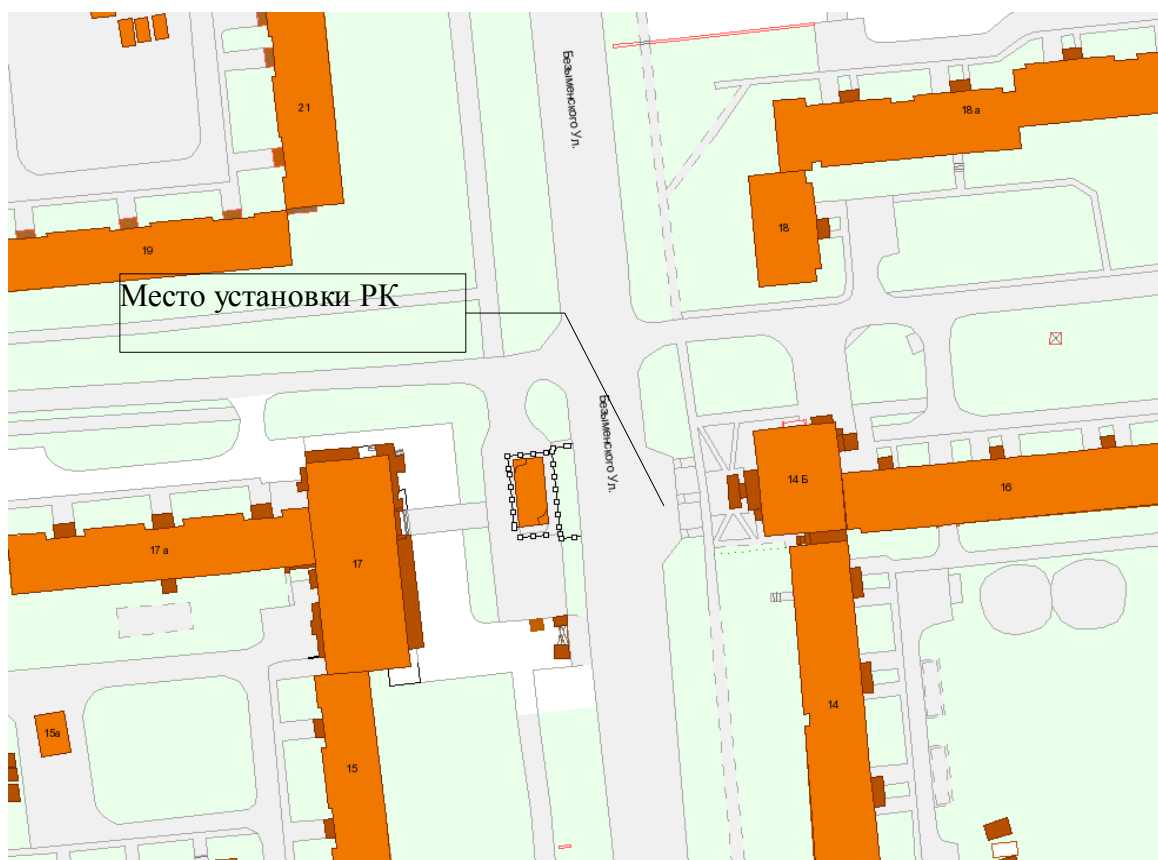 Безыменского Ул.
21
18 а
18
19
Место установки РК
Безыменского Ул.
14 Б
16
17 а
17
14
15а
15